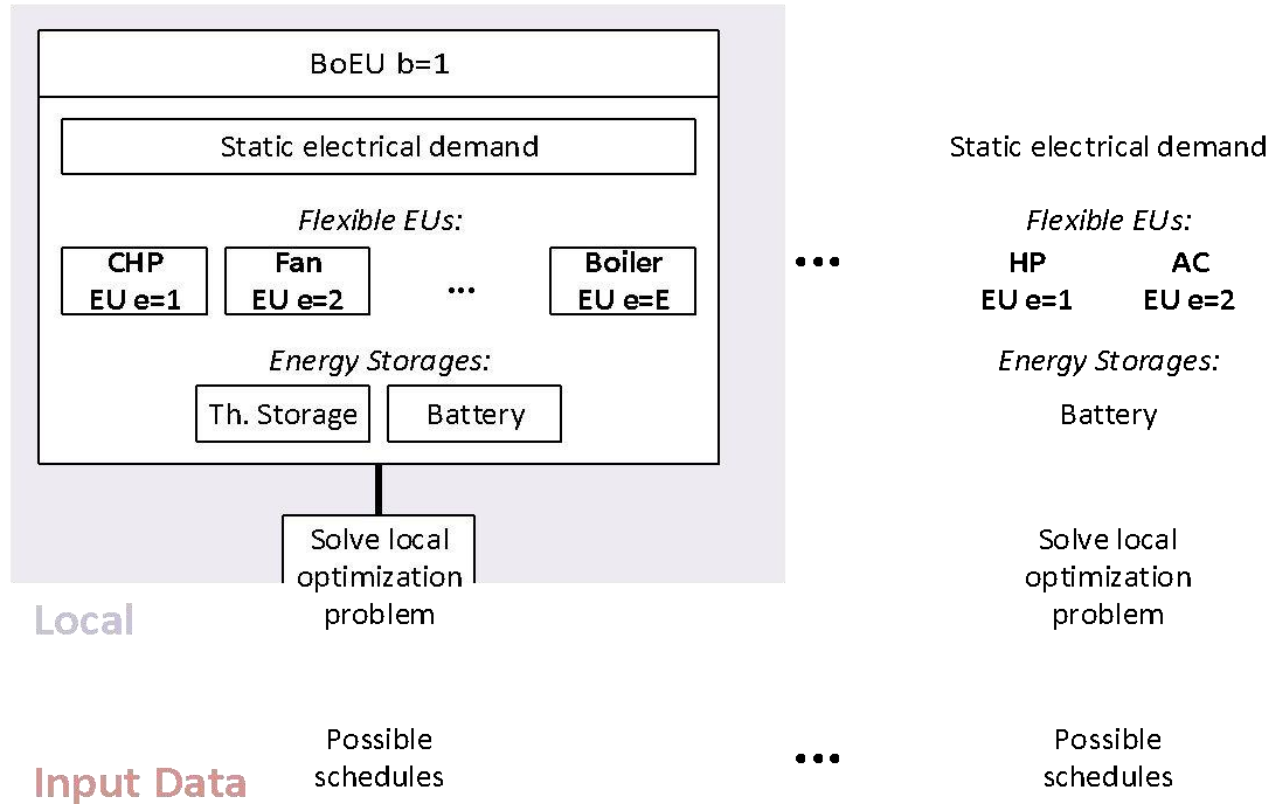 BoEU b=1
Static electrical demand
Flexible EUs:
CHP
EU e=1
Fan
EU e=2
...
Boiler
EU e=E
Energy Storages:
Th. Storage
Battery
Solve local
optimization
problem
...
Static electrical demand
Flexible EUs:
HP
EU e=1
AC
EU e=2
Energy Storages:
Battery
Solve local
optimization
problem
Local
Possible
schedules
...
Possible
schedules
Input Data